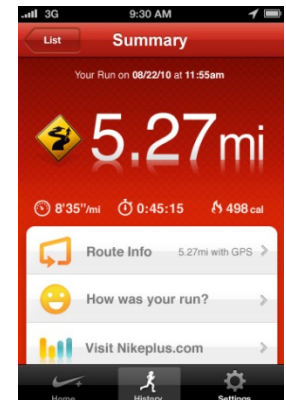 3G 9:30 AM
List Summary
Your Run on 08/22/10 at 11:55am
5.27mi
8'35"/mi 0:45:15 498 cal
Route Info 5.27mi with GPS
How was your run?
Visit Nikeplus.com
Home History Settings